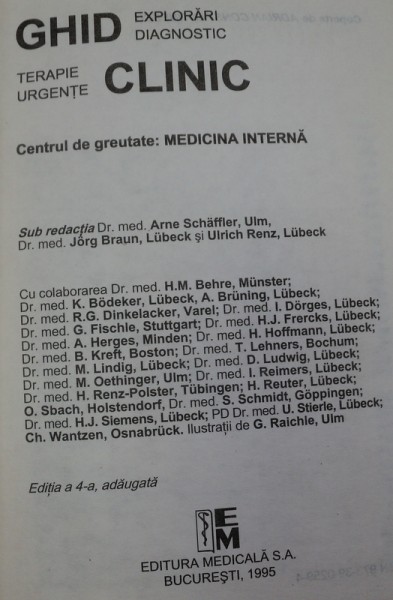 GHID EXPLORĂRI
DIAGNOSTIC
TERAPIE
URGENŢE CLINIC
Centrul de greutate: MEDICINA INTERNĂ
Sub redacţia Dr. med. Arne Schäffler, Ulm,
Dr. med. Jörg Braun, Lübeck şi Ulrich Renz, Lübeck
Cu colaborarea Dr. med. H.M. Behre, Münster;
Dr. med. K. Bödeker, Lübeck, A. Brüning, Lübeck;
Dr. med. R.G. Dinkelacker, Varel; Dr. med. I. Dörges, Lübeck;
Dr. med. G. Fischle, Stuttgart; Dr. med. H.J. Frercks, Lübeck;
Dr. med. A. Herges, Minden; Dr. med. H. Hoffmann, Lübeck;
Dr. med. B. Kreft, Boston; Dr. med. T. Lehners, Bochum;
Dr. med. M. Lindig, Lübeck; Dr. med. D. Ludwig, Lübeck;
Dr. med. M. Oethinger, Ulm; Dr. med. I. Reimers, Lübeck;
Dr. med. H. Renz-Polster, Tübingen; H. Reuter, Lübeck;
O. Sbach, Holstendorf, Dr. med. S. Schmidt, Göppingen;
Dr. med. H.J. Siemens, Lübeck; PD Dr. med. U. Stierle, Lübeck;
Ch. Wantzen, Osnabrück. Ilustraţii de G. Raichle, Ulm
Ediţia a 4-a, adăugată
EM
EDITURA MEDICALĂ S.A.
BUCUREŞTI, 1995